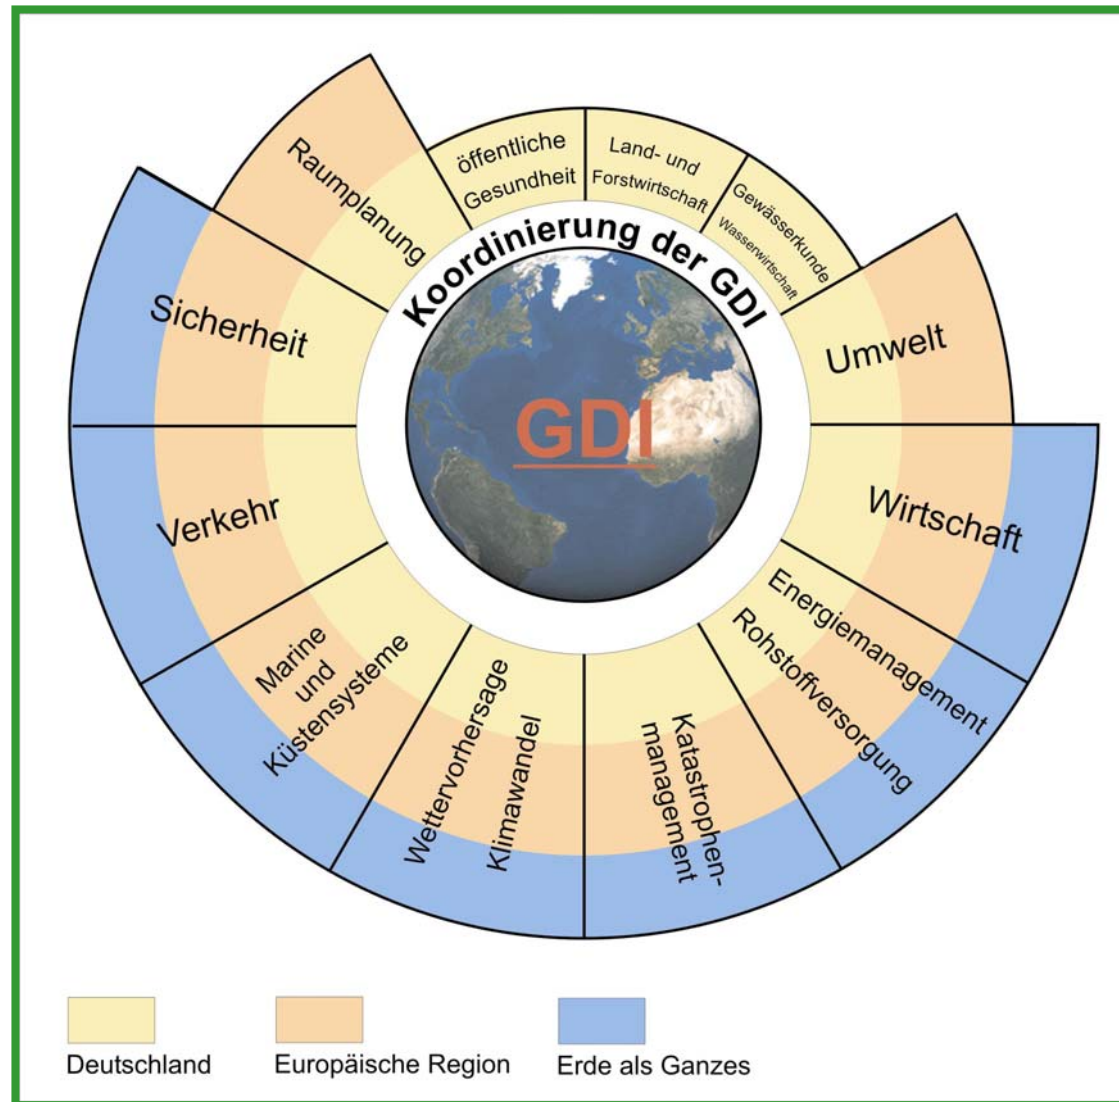 öffentliche
Gesundheit
Land- und
Forstwirtschaft
Gewässerkunde
Wasserwirtschaft
Umwelt
Wirtschaft
Energiemanagement
Rohstoffversorgung
Katastrophen-
management
Wettervorhersage
Klimawandel
Marine
und
Küstensysteme
Verkehr
Sicherheit
Raumplanung
Koordinierung der GDI
GDI
Deutschland
Europäische Region
Erde als Ganzes